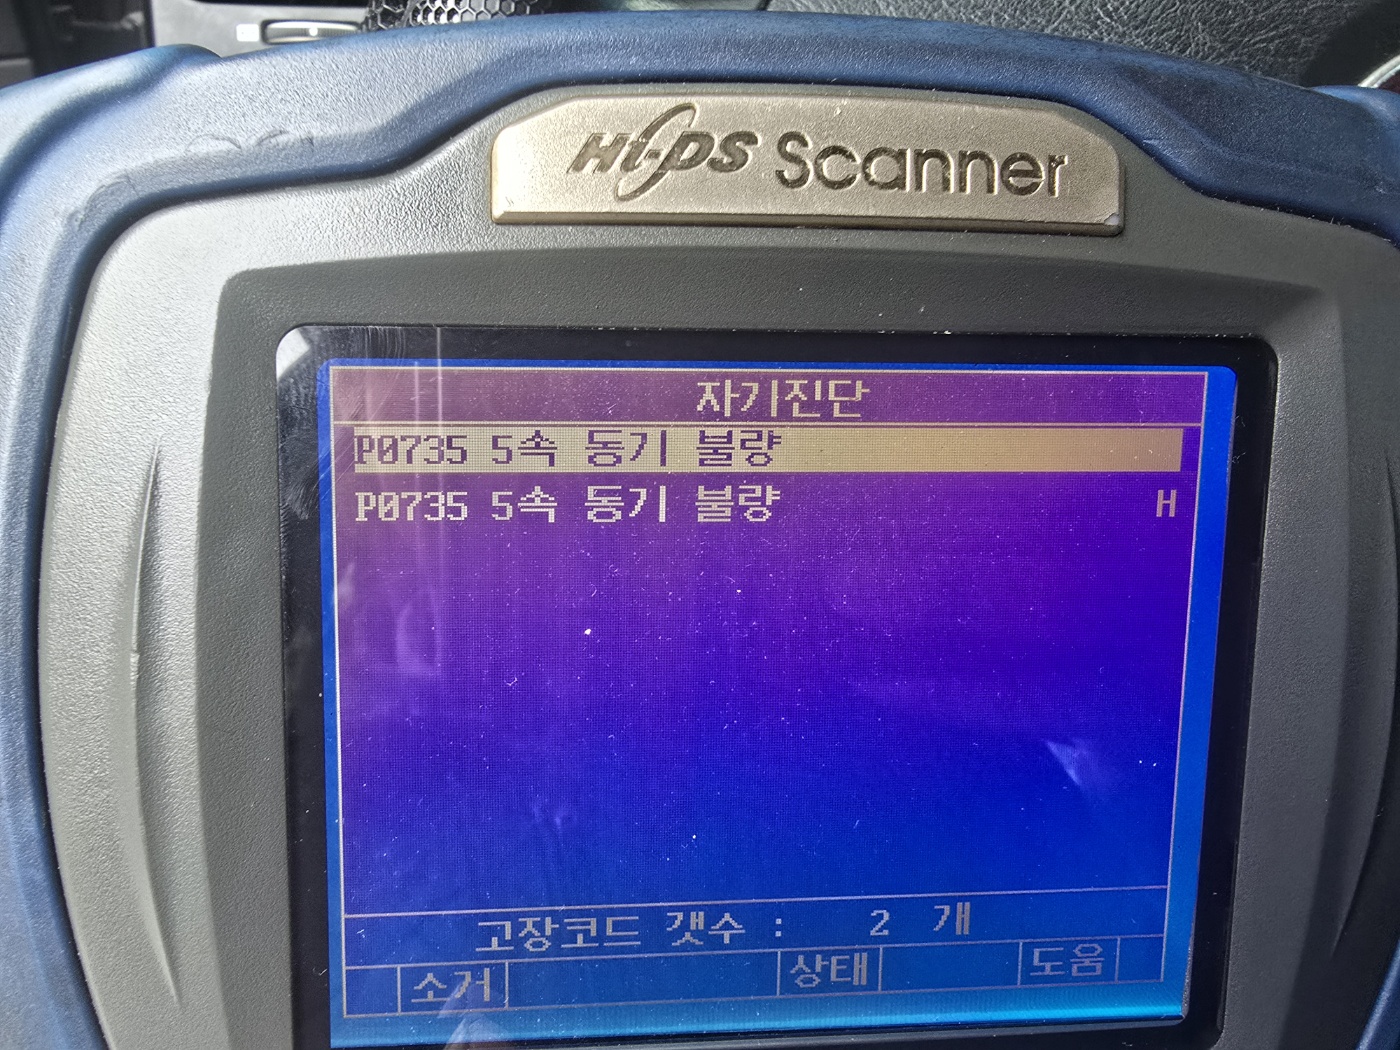 Hi-DS Scanner
자기진단
P0735 5속 동기 불량
P0735 5속 동기 불량 H
고장코드 갯수 : 2 개
소거 상태 도움